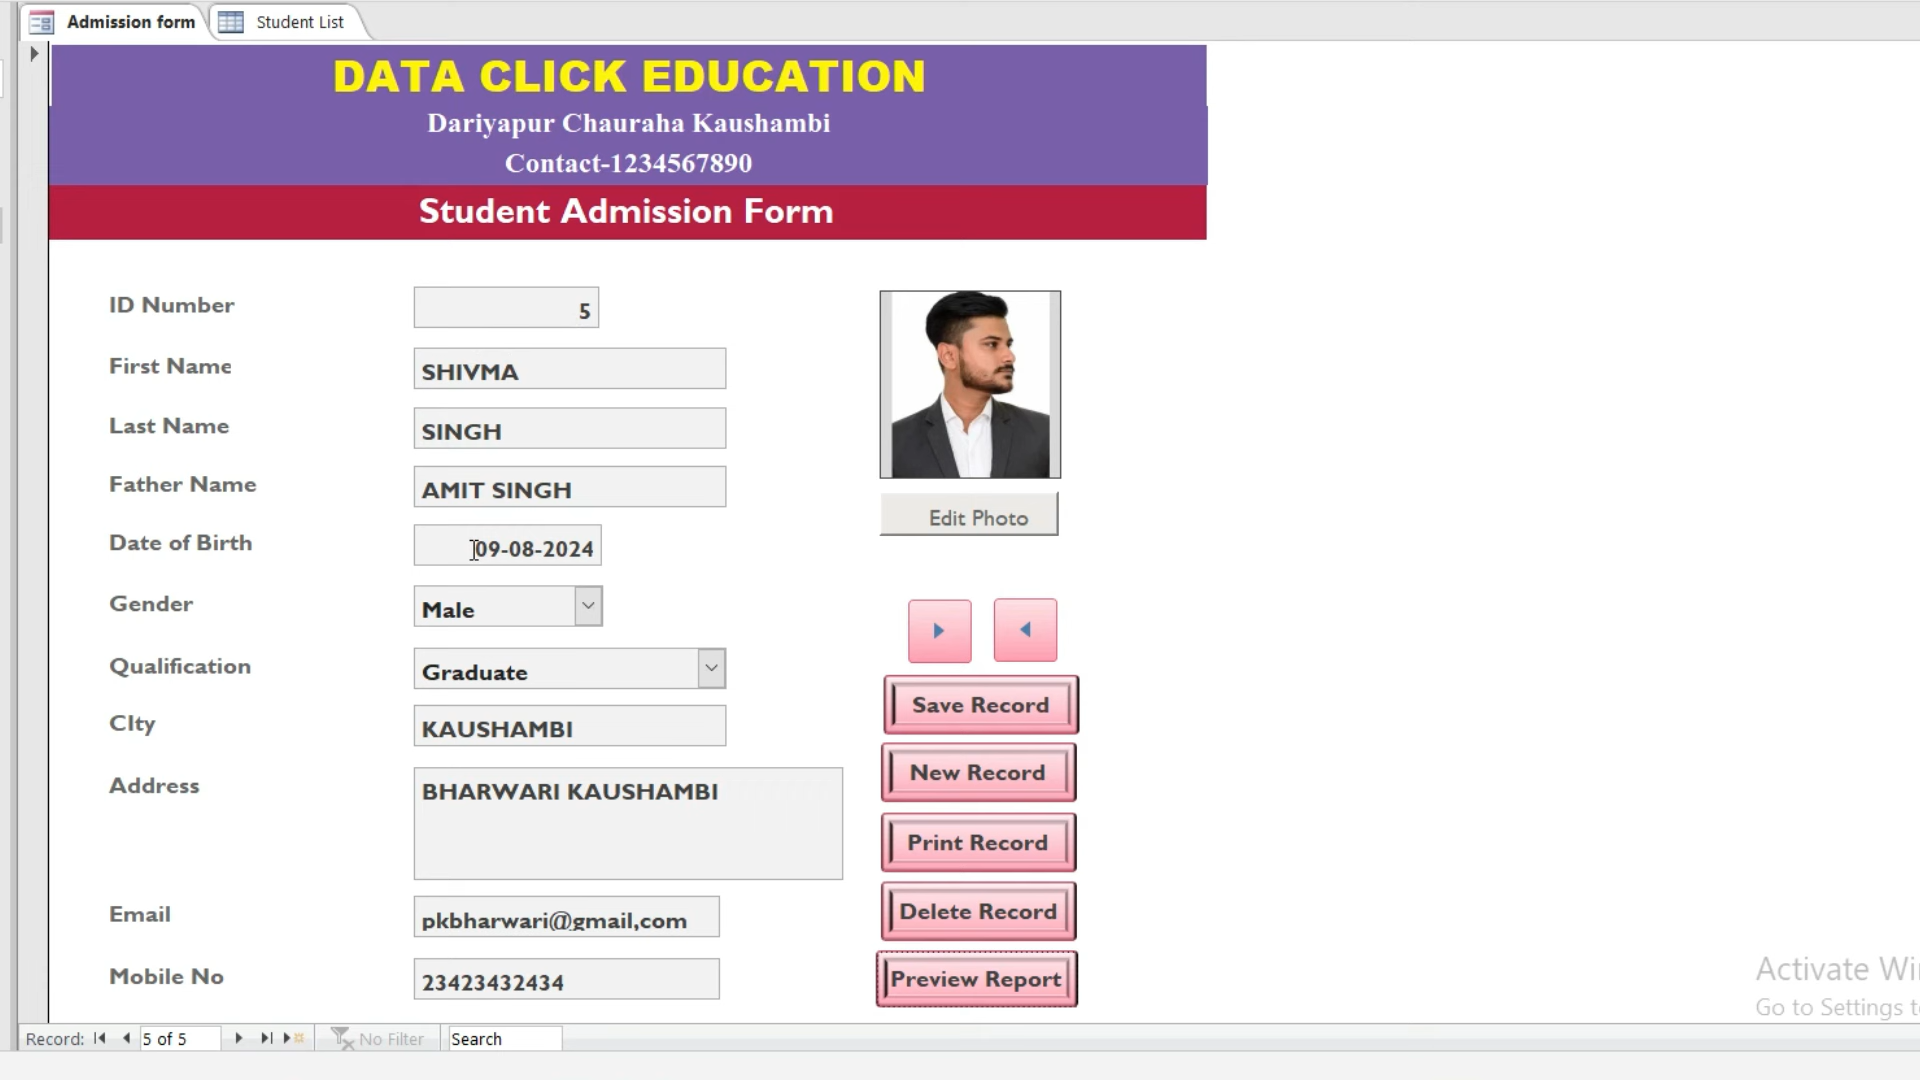 Admission form
Student List
DATA CLICK EDUCATION
Dariyapur Chauraha Kaushambi
Contact-1234567890
Student Admission Form
ID Number
5
First Name
SHIVMA
Last Name
SINGH
Father Name
AMIT SINGH
Date of Birth
09-08-2024
Gender
Male
Qualification
Graduate
CIty
KAUSHAMBI
Address
BHARWARI KAUSHAMBI
Email
pkbharwari@gmail,com
Mobile No
23423432434
Edit Photo
Save Record
New Record
Print Record
Delete Record
Preview Report
Activate Wi
Go to Settings t
Record:
5 of 5
No Filter
Search